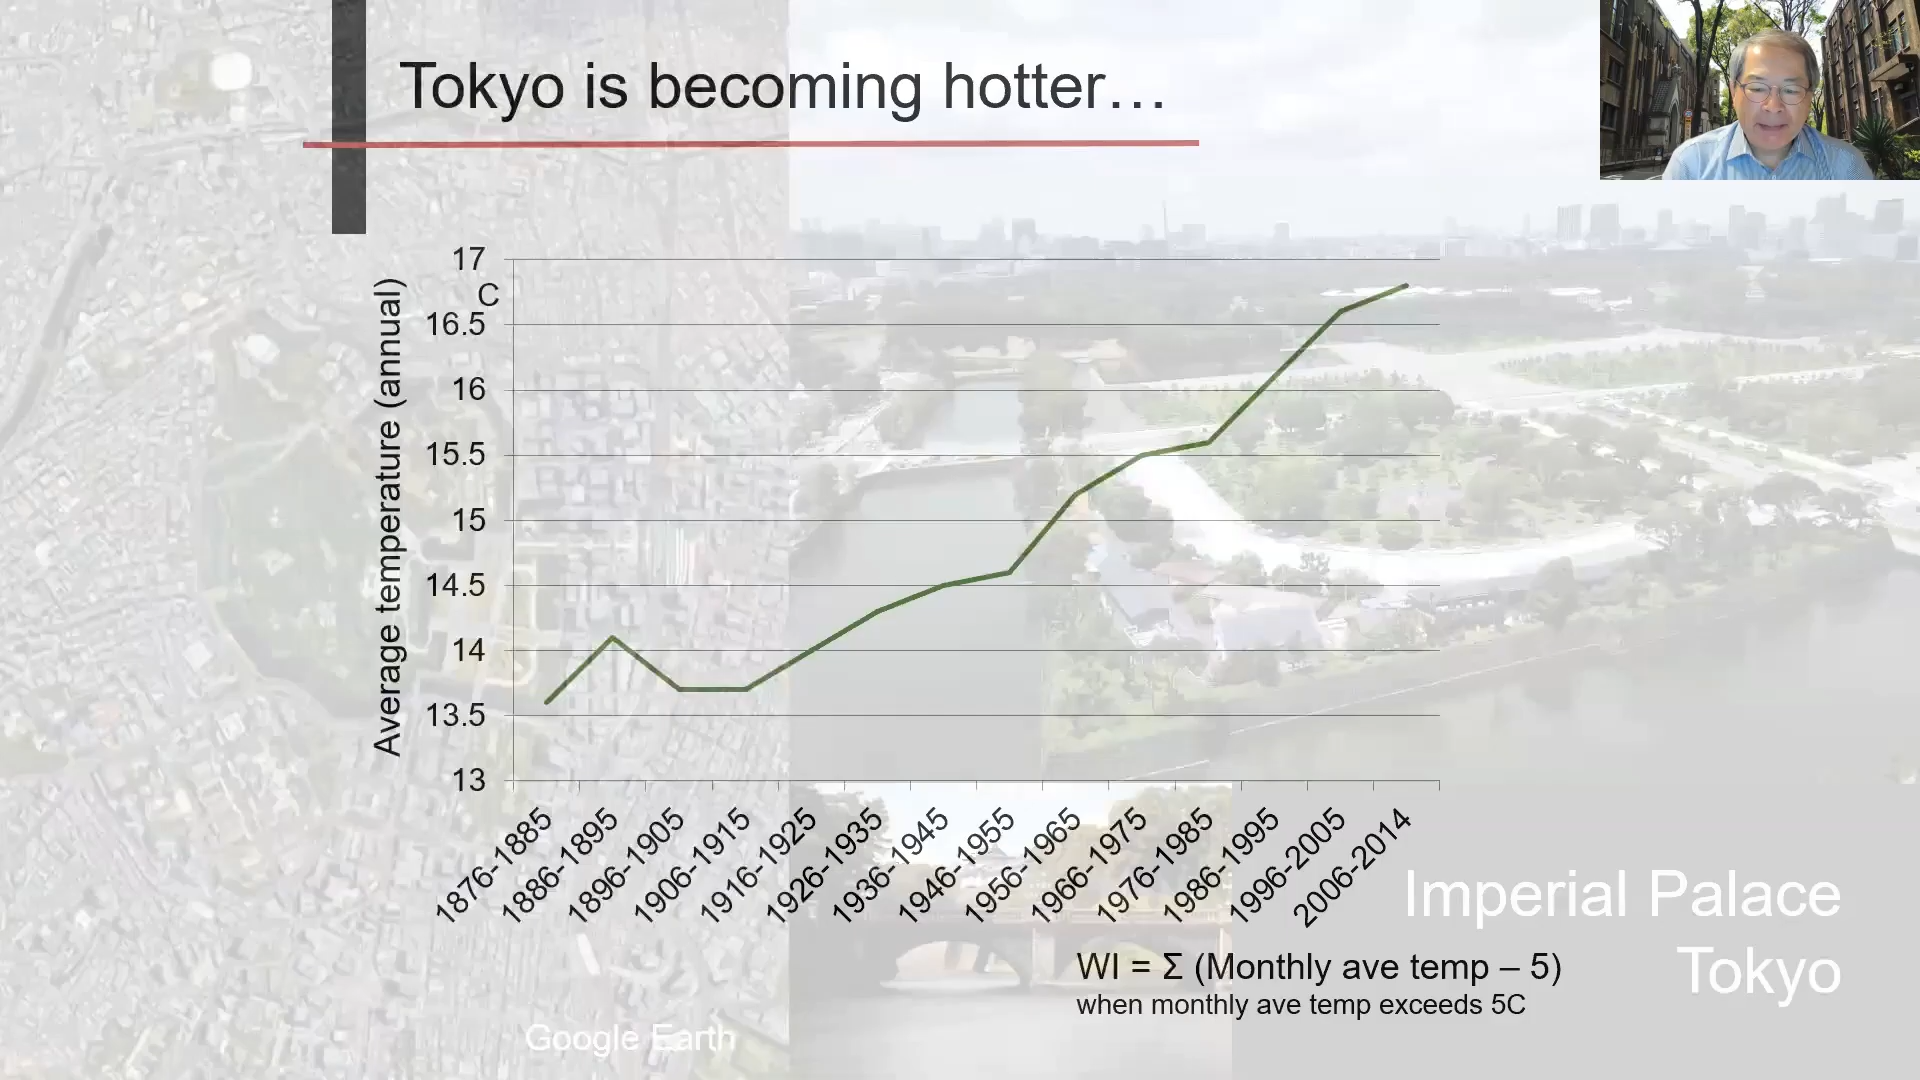 Tokyo is becoming hotter…
17
C
16.5
16
15.5
15
14.5
14
13.5
13
Average temperature (annual)
1876-1885
1886-1895
1896-1905
1906-1915
1916-1925
1926-1935
1936-1945
1946-1955
1956-1965
1966-1975
1976-1985
1986-1995
1996-2005
2006-2014
Imperial Palace
Tokyo
WI = Σ (Monthly ave temp – 5)
when monthly ave temp exceeds 5C
Google Earth